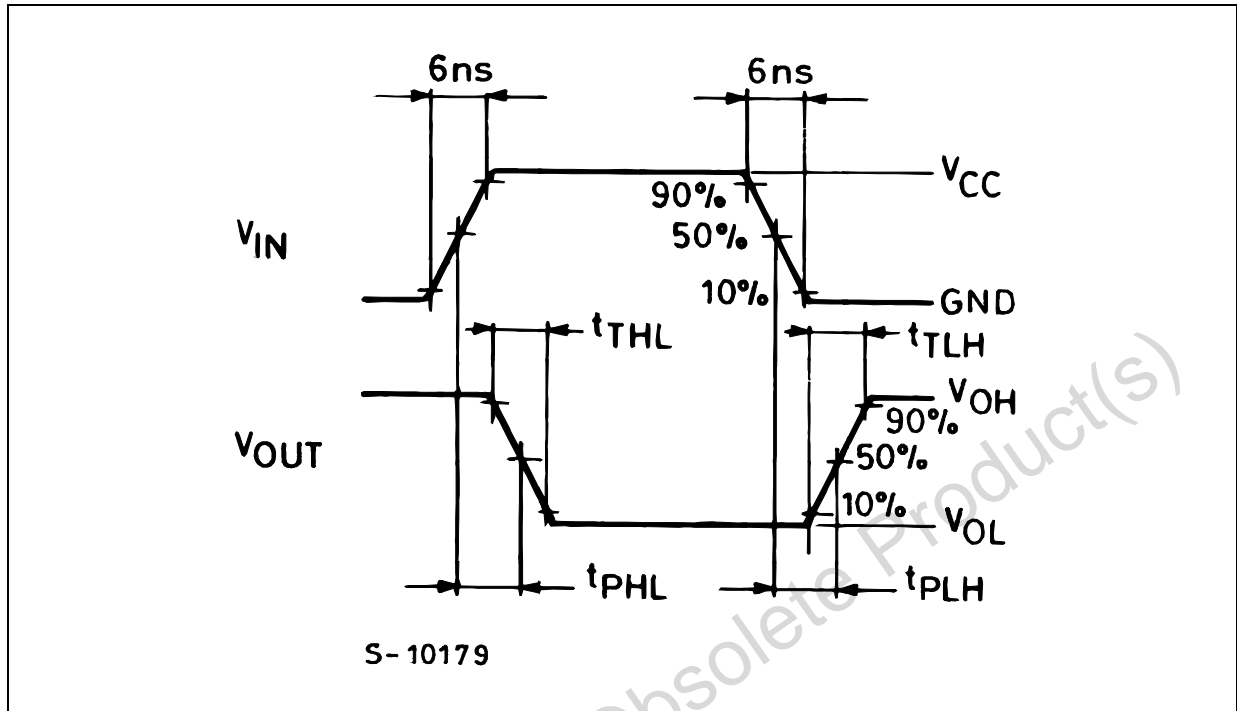 6ns 6ns
VCC
90%
VIN
50%
10%
GND
tTHL
tTLH
VOH
90%
VOUT
50%
10%
VOL
tPHL
tPLH
S-10179
Obsolete Product(s)